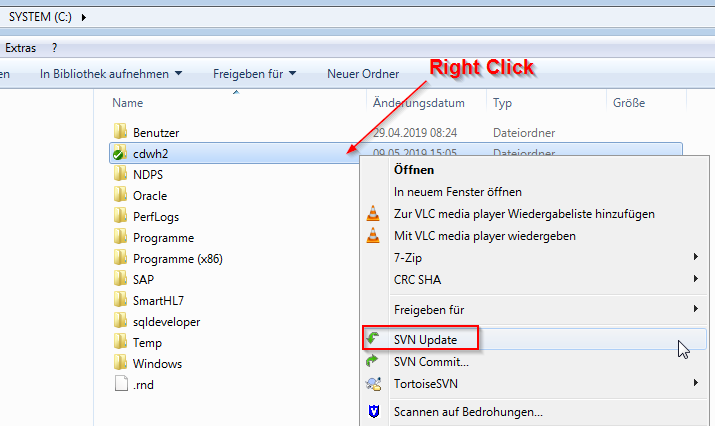 SYSTEM (C:)
Extras ?
en In Bibliothek aufnehmen Freigeben für Neuer Ordner
Right Click
Name Änderungsdatum Typ Größe
Benutzer 29.04.2019 08:24 Dateiordner
cdwh2 09.05.2019 15:05 Dateiordner
NDPS
Oracle
PerfLogs
Programme
Programme (x86)
SAP
SmartHL7
sqldeveloper
Temp
Windows
.rnd
Öffnen
In neuem Fenster öffnen
Zur VLC media player Wiedergabeliste hinzufügen
Mit VLC media player wiedergeben
7-Zip
CRC SHA
Freigeben für
SVN Update
SVN Commit...
TortoiseSVN
Scannen auf Bedrohungen...